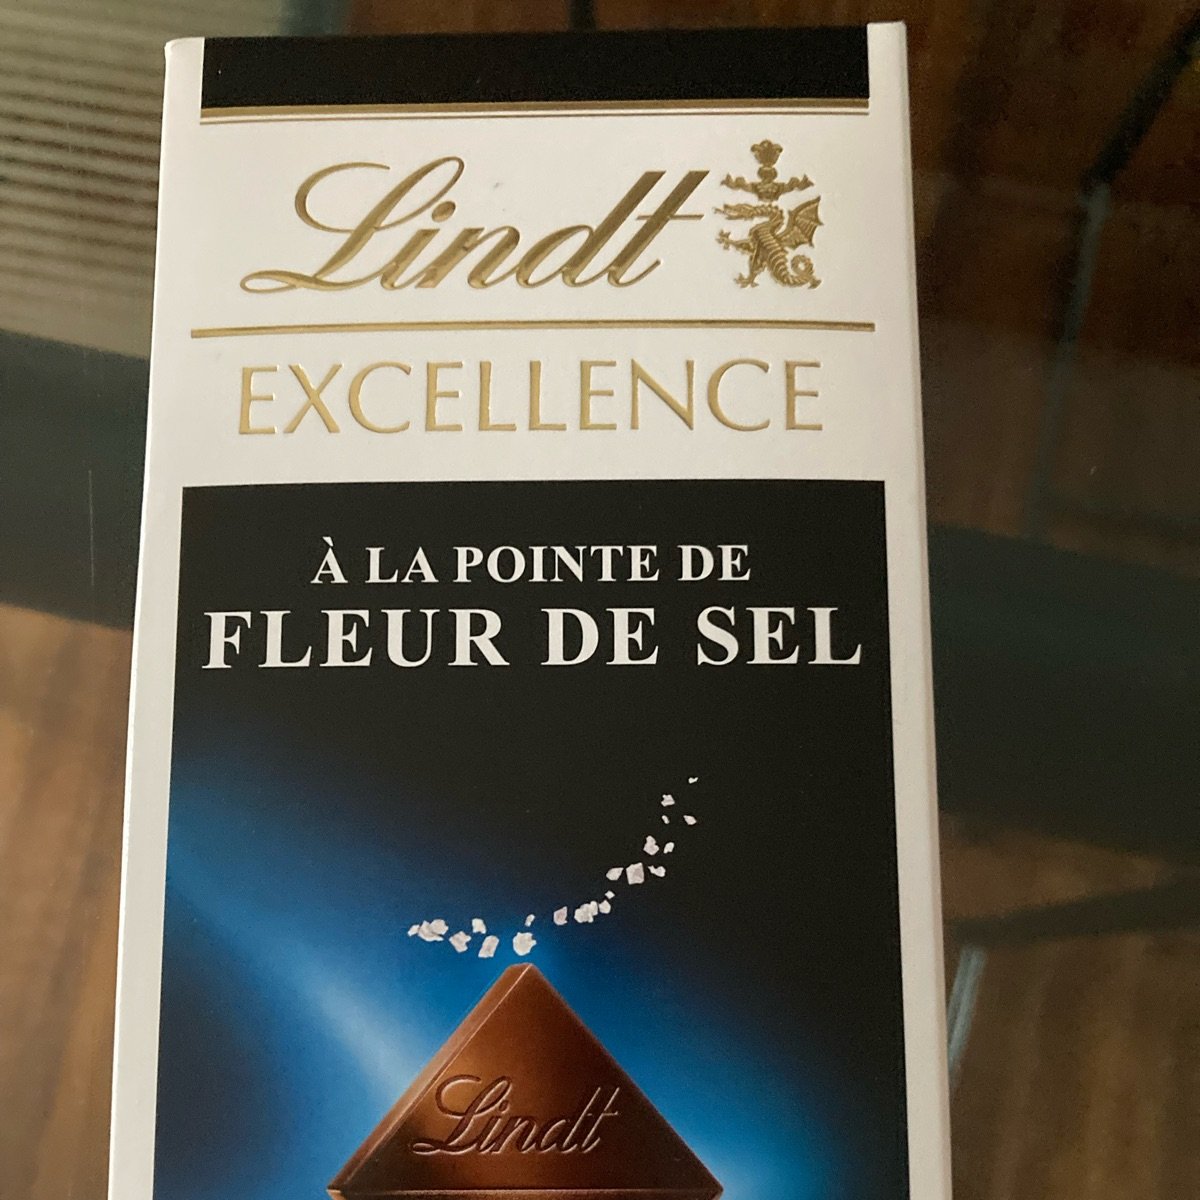 Lindt
EXCELLENCE
À LA POINTE DE
FLEUR DE SEL
Lindt